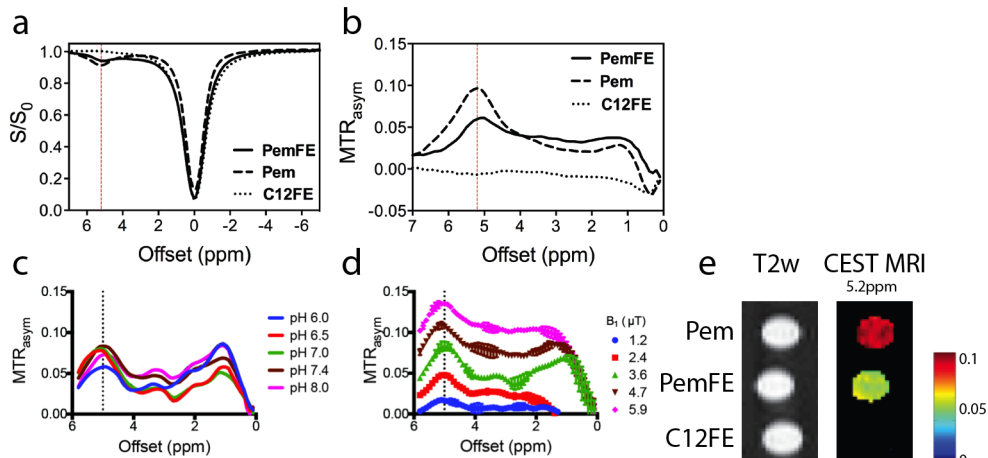 a
1.0
0.8
0.6
0.4
0.2
0.0
S/S0
6 4 2 0 -2 -4 -6
Offset (ppm)
PemFE
Pem
C12FE
b
0.15
0.10
0.05
0.00
-0.05
MTRasym
7 6 5 4 3 2 1 0
Offset (ppm)
PemFE
Pem
C12FE
c
0.15
0.10
0.05
0.00
MTRasym
6 4 2 0
Offset (ppm)
pH 6.0
pH 6.5
pH 7.0
pH 7.4
pH 8.0
d
0.15
0.10
0.05
0.00
MTRasym
6 4 2 0
Offset (ppm)
B1 (μT)
1.2
2.4
3.6
4.7
5.9
e
T2w CEST MRI
5.2ppm
Pem
PemFE
C12FE
0.1
0.05
0